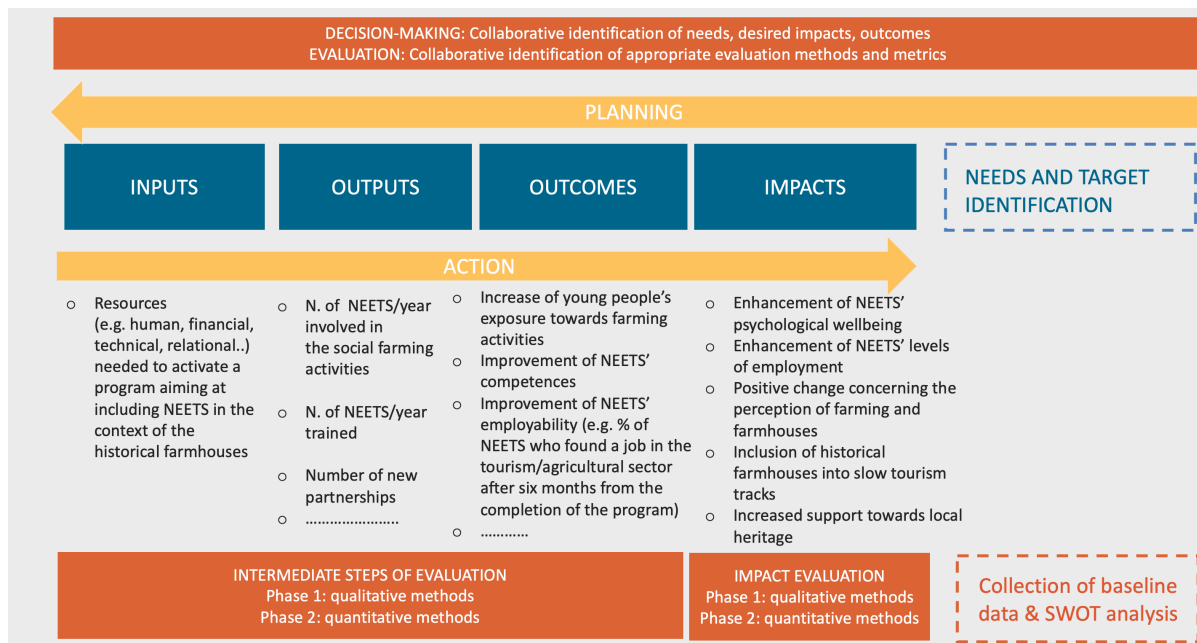 DECISION-MAKING: Collaborative identification of needs, desired impacts, outcomes
EVALUATION: Collaborative identification of appropriate evaluation methods and metrics
PLANNING
INPUTS
OUTPUTS
OUTCOMES
IMPACTS
NEEDS AND TARGET
IDENTIFICATION
ACTION
○ Resources
(e.g. human, financial,
technical, relational..)
needed to activate a
program aiming at
including NEETS in the
context of the
historical farmhouses
○ N. of NEETS/year
involved in
the social farming
activities
○ N. of NEETS/year
trained
○ Number of new
partnerships
○ .......................
○ Increase of young people's
exposure towards farming
activities
○ Improvement of NEETS'
competences
○ Improvement of NEETS'
employability (e.g. % of
NEETS who found a job in the
tourism/agricultural sector
after six months from the
completion of the program)
○ ............
○ Enhancement of NEETS'
psychological wellbeing
○ Enhancement of NEETS' levels
of employment
○ Positive change concerning the
perception of farming and
farmhouses
○ Inclusion of historical
farmhouses into slow tourism
tracks
○ Increased support towards local
heritage
INTERMEDIATE STEPS OF EVALUATION
Phase 1: qualitative methods
Phase 2: quantitative methods
IMPACT EVALUATION
Phase 1: qualitative methods
Phase 2: quantitative methods
Collection of baseline
data & SWOT analysis